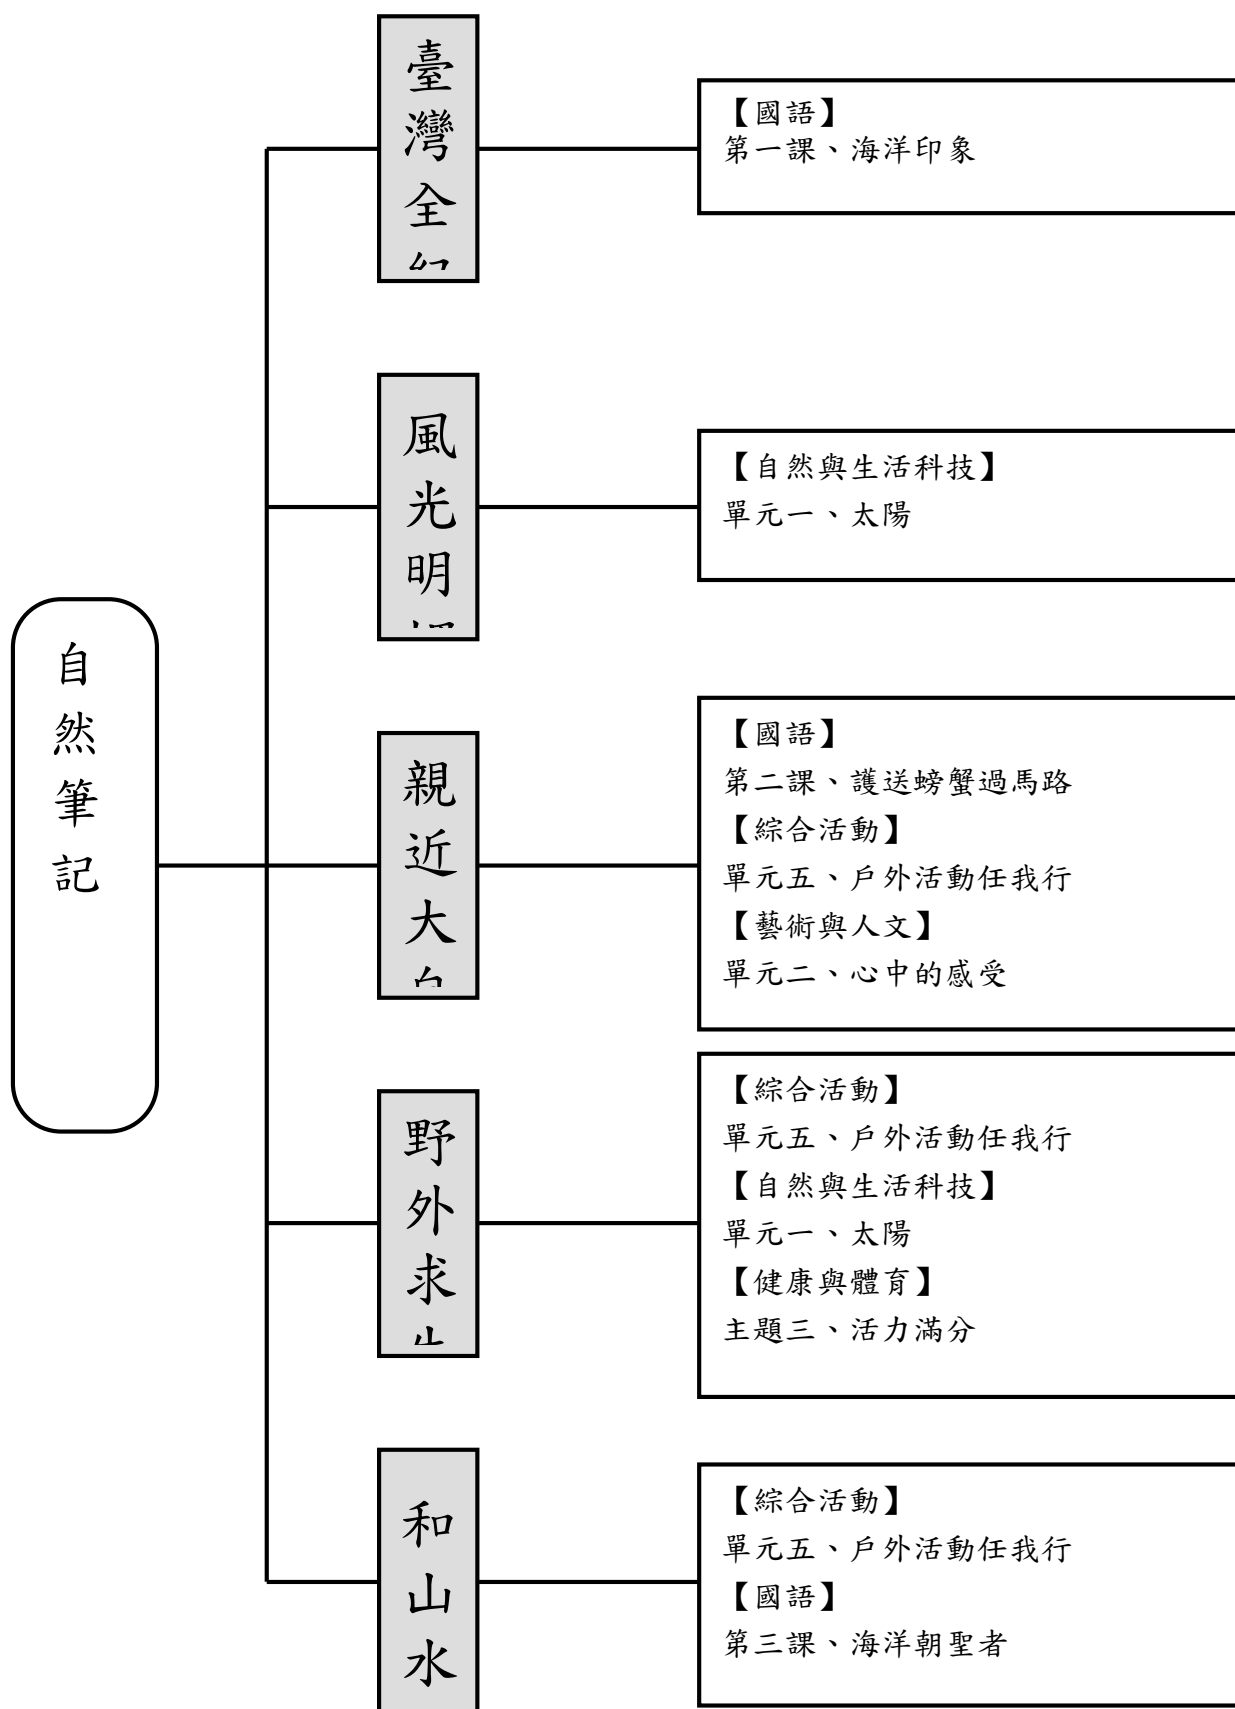 自然筆記
臺灣全
【國語】
第一課、海洋印象
風光明
【自然與生活科技】
單元一、太陽
親近大
【國語】
第二課、護送螃蟹過馬路
【綜合活動】
單元五、戶外活動任我行
【藝術與人文】
單元二、心中的感受
野外求
【綜合活動】
單元五、戶外活動任我行
【自然與生活科技】
單元一、太陽
【健康與體育】
主題三、活力滿分
和山水
【綜合活動】
單元五、戶外活動任我行
【國語】
第三課、海洋朝聖者